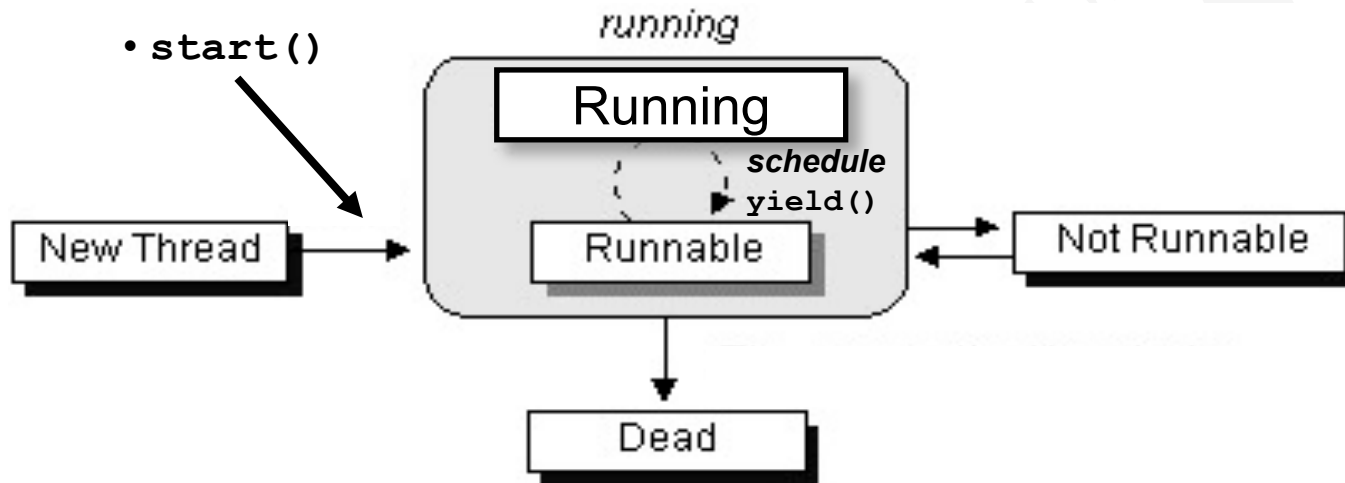 running
• start()
Running
schedule
yield()
New Thread
Runnable
Not Runnable
Dead